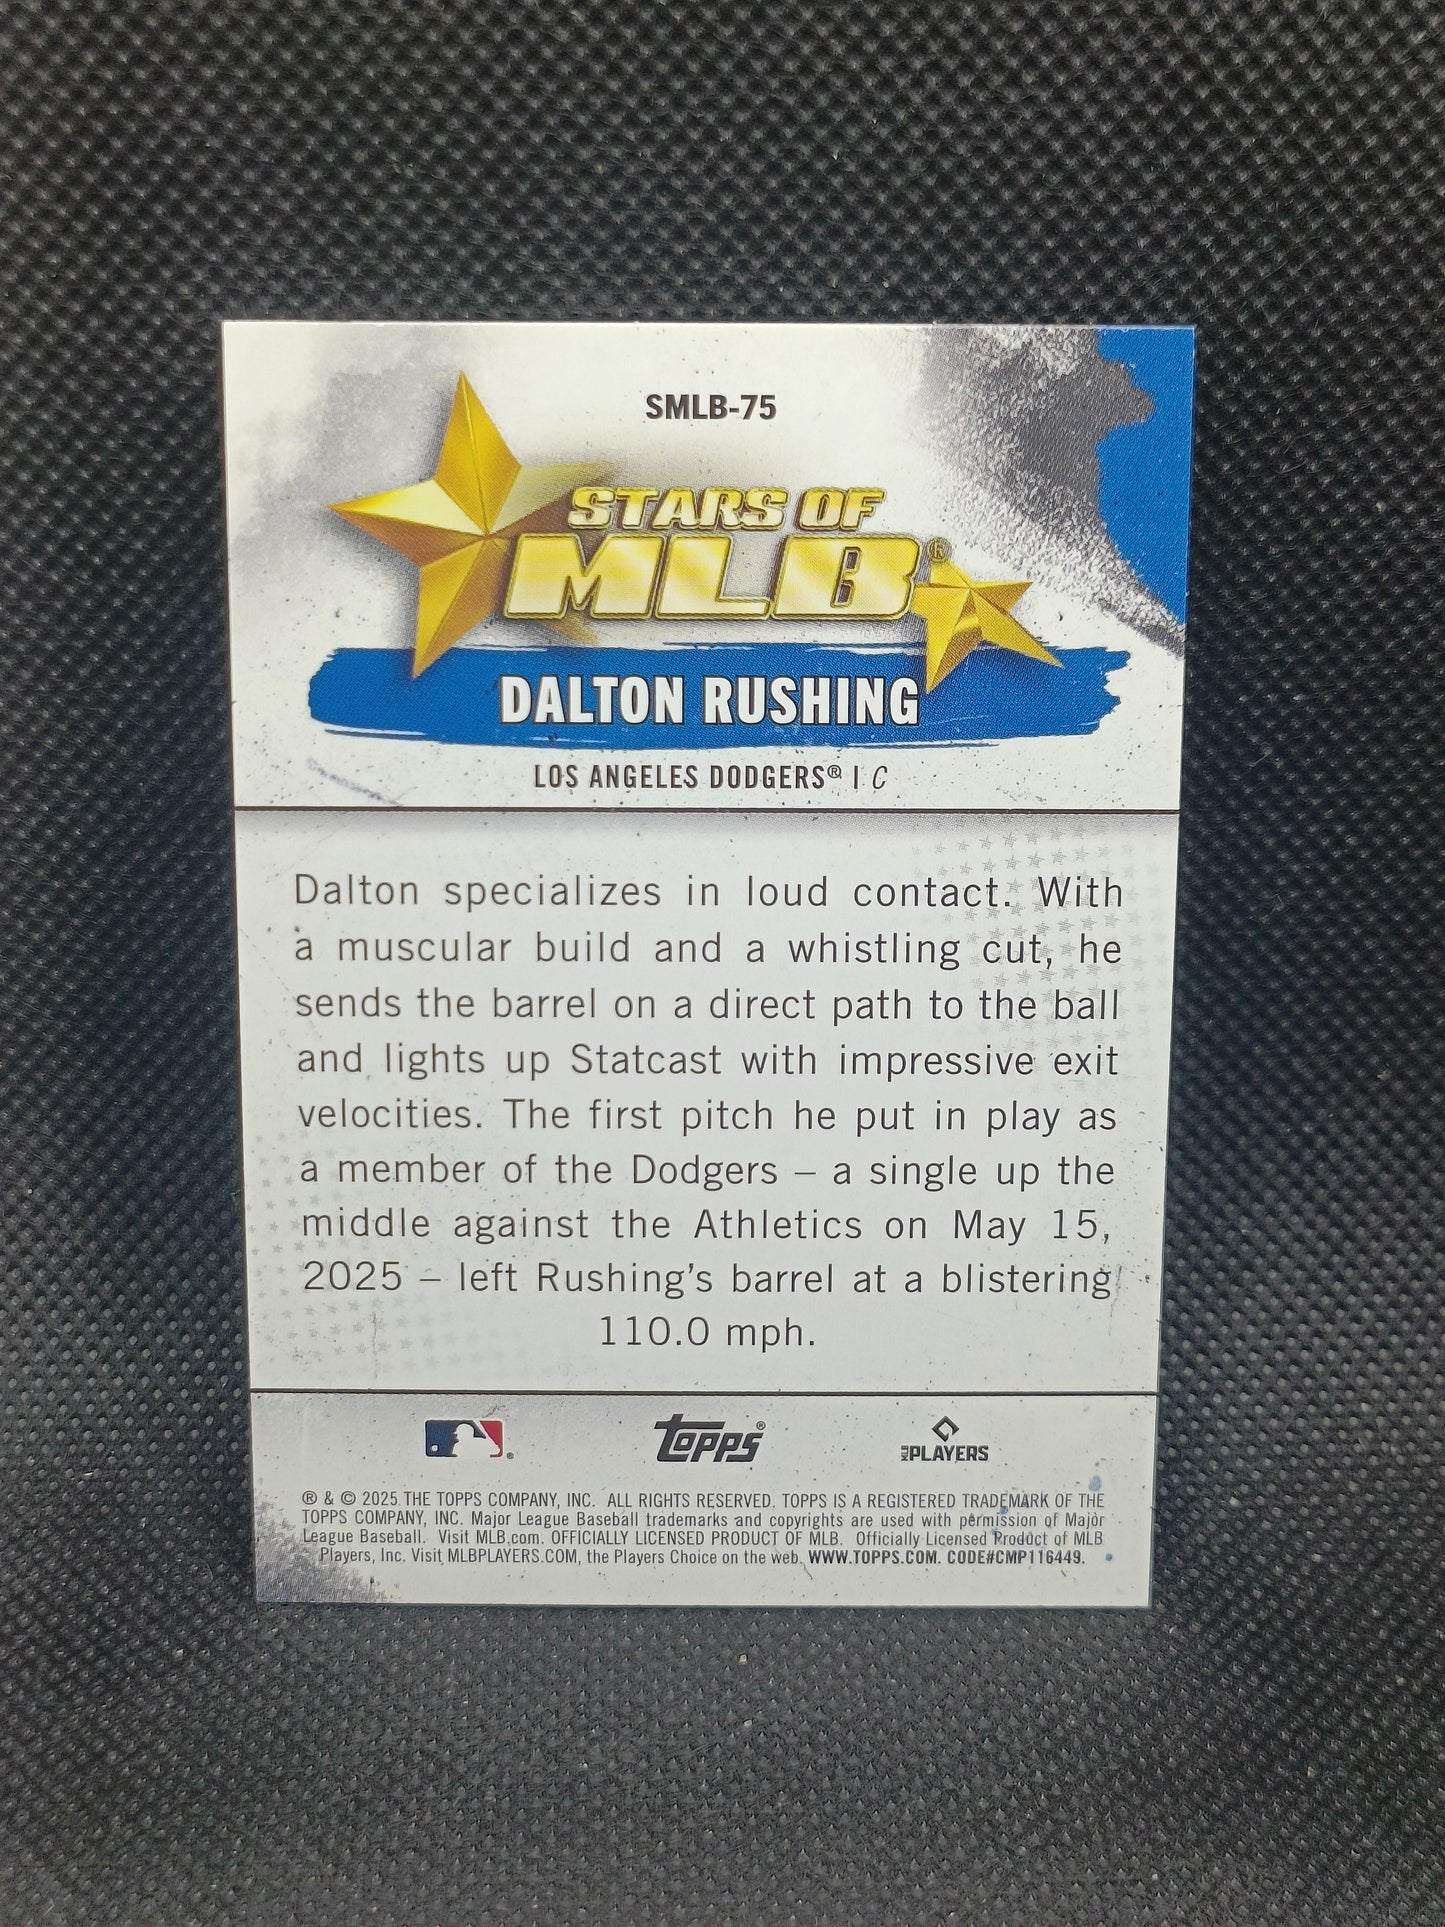 SMLB-75
STARS OF
MLB®
DALTON RUSHING
LOS ANGELES DODGERS® | C
Dalton specializes in loud contact. With
a muscular build and a whistling cut, he
sends the barrel on a direct path to the ball
and lights up Statcast with impressive exit
velocities. The first pitch he put in play as
a member of the Dodgers – a single up the
middle against the Athletics on May 15,
2025 – left Rushing's barrel at a blistering
110.0 mph.
Topps® MLB PLAYERS
® & © 2025 THE TOPPS COMPANY, INC. ALL RIGHTS RESERVED. TOPPS IS A REGISTERED TRADEMARK OF THE
TOPPS COMPANY, INC. Major League Baseball trademarks and copyrights are used with permission of Major
League Baseball. Visit MLB.com. OFFICIALLY LICENSED PRODUCT OF MLB. Officially Licensed Product of MLB
Players, Inc. Visit MLBPLAYERS.COM, the Players Choice on the web. WWW.TOPPS.COM. CODE#CMP116449.